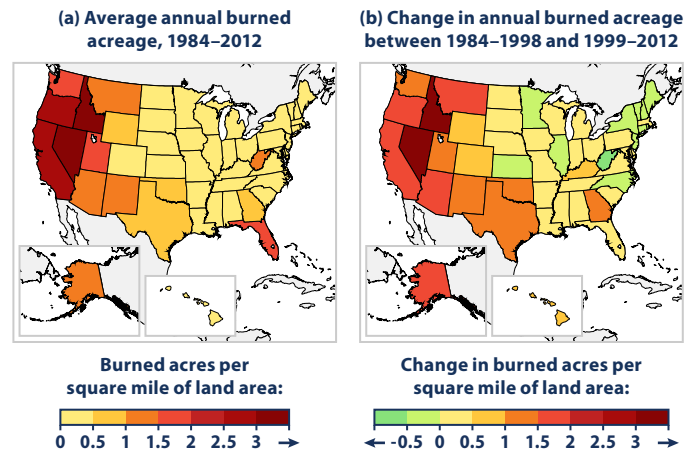 (a) Average annual burned
acreage, 1984–2012
(b) Change in annual burned acreage
between 1984–1998 and 1999–2012
Burned acres per
square mile of land area:
0 0.5 1 1.5 2 2.5 3
Change in burned acres per
square mile of land area:
-0.5 0 0.5 1 1.5 2 2.5 3